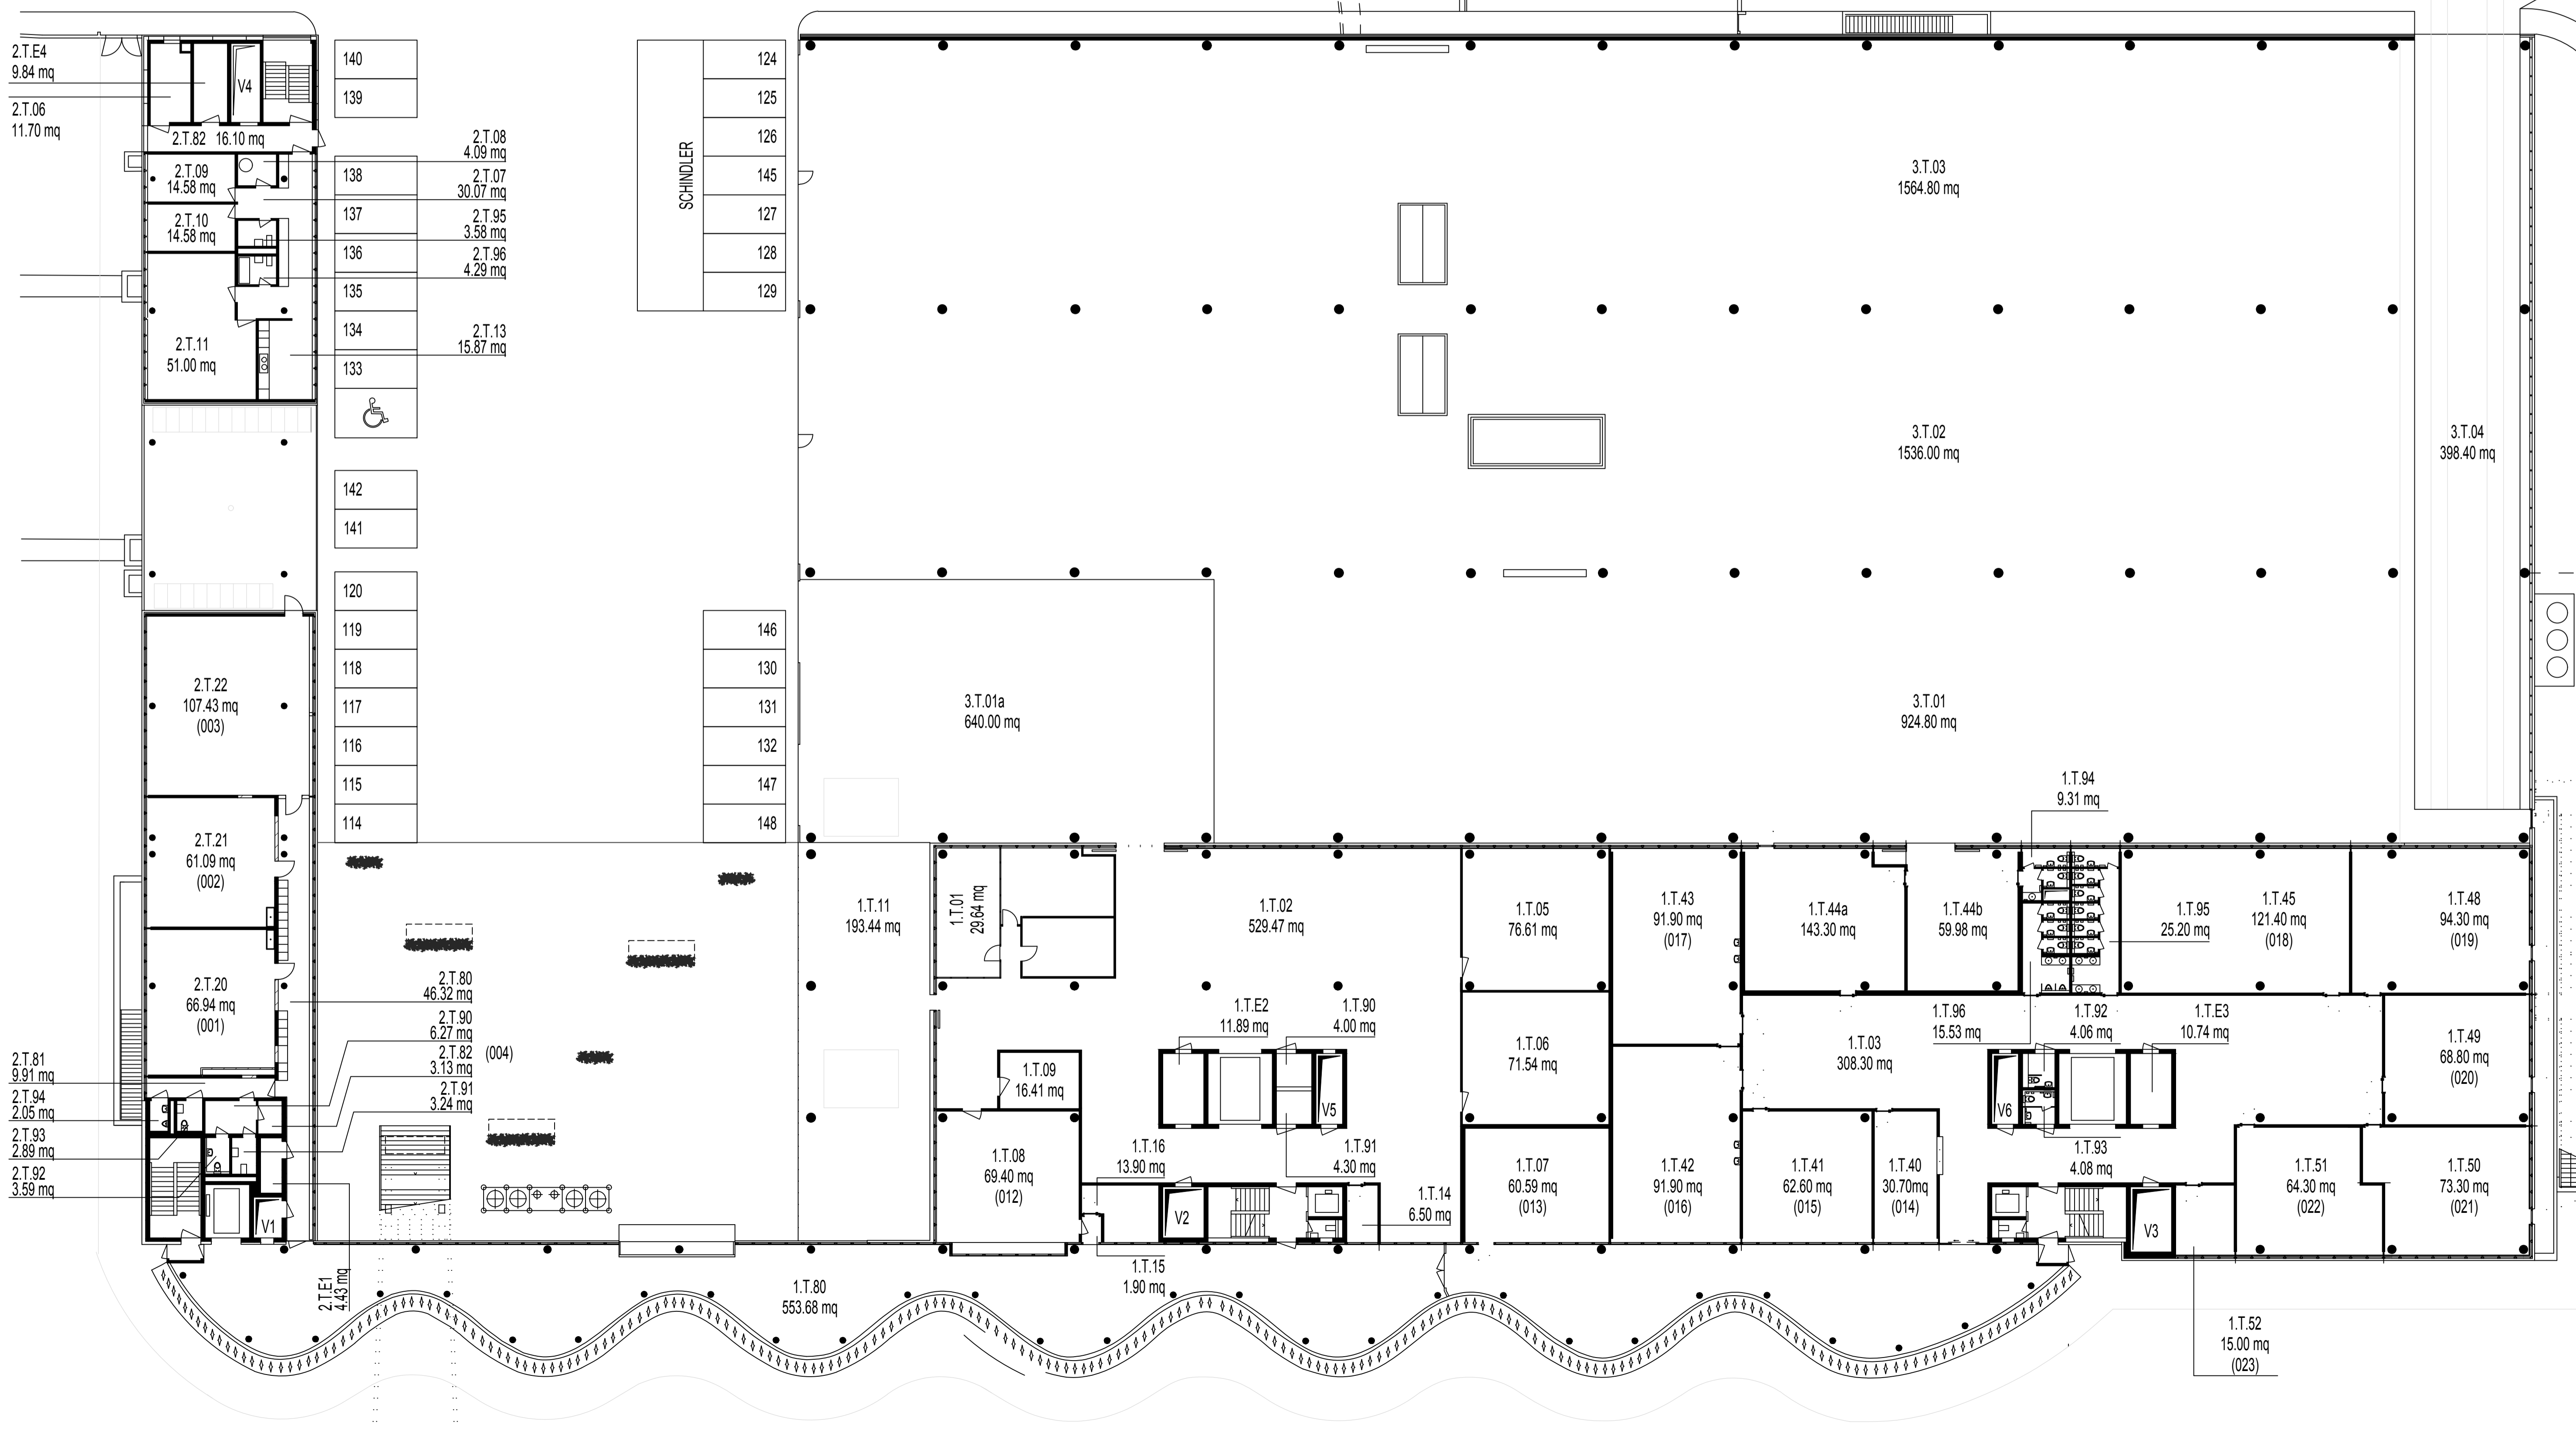 2.T.E4
9.84 mq
2.T.06
11.70 mq
V4
2.T.82 16.10 mq
2.T.09
14.58 mq
2.T.10
14.58 mq
2.T.11
51.00 mq
2.T.08
4.09 mq
2.T.07
30.07 mq
2.T.95
3.58 mq
2.T.96
4.29 mq
2.T.13
15.87 mq
140
139
138
137
136
135
134
133
142
141
120
119
118
117
116
115
114
SCHINDLER
124
125
126
145
127
128
129
146
130
131
132
147
148
3.T.03
1564.80 mq
3.T.02
1536.00 mq
3.T.04
398.40 mq
3.T.01a
640.00 mq
3.T.01
924.80 mq
2.T.22
107.43 mq
(003)
2.T.21
61.09 mq
(002)
2.T.20
66.94 mq
(001)
2.T.80
46.32 mq
2.T.90
6.27 mq
2.T.82
3.13 mq
2.T.91
3.24 mq
(004)
2.T.81
9.91 mq
2.T.94
2.05 mq
2.T.93
2.89 mq
2.T.92
3.59 mq
V1
2.T.E1
4.43 mq
1.T.11
193.44 mq
1.T.01
29.64 mq
1.T.02
529.47 mq
1.T.05
76.61 mq
1.T.43
91.90 mq
(017)
1.T.44a
143.30 mq
1.T.44b
59.98 mq
1.T.94
9.31 mq
1.T.95
25.20 mq
1.T.45
121.40 mq
(018)
1.T.48
94.30 mq
(019)
1.T.E2
11.89 mq
1.T.90
4.00 mq
1.T.06
71.54 mq
1.T.03
308.30 mq
1.T.96
15.53 mq
1.T.92
4.06 mq
1.T.E3
10.74 mq
1.T.49
68.80 mq
(020)
1.T.09
16.41 mq
V5
V6
1.T.08
69.40 mq
(012)
1.T.16
13.90 mq
V2
1.T.91
4.30 mq
1.T.14
6.50 mq
1.T.07
60.59 mq
(013)
1.T.42
91.90 mq
(016)
1.T.41
62.60 mq
(015)
1.T.40
30.70mq
(014)
1.T.93
4.08 mq
V3
1.T.51
64.30 mq
(022)
1.T.50
73.30 mq
(021)
1.T.15
1.90 mq
1.T.80
553.68 mq
1.T.52
15.00 mq
(023)